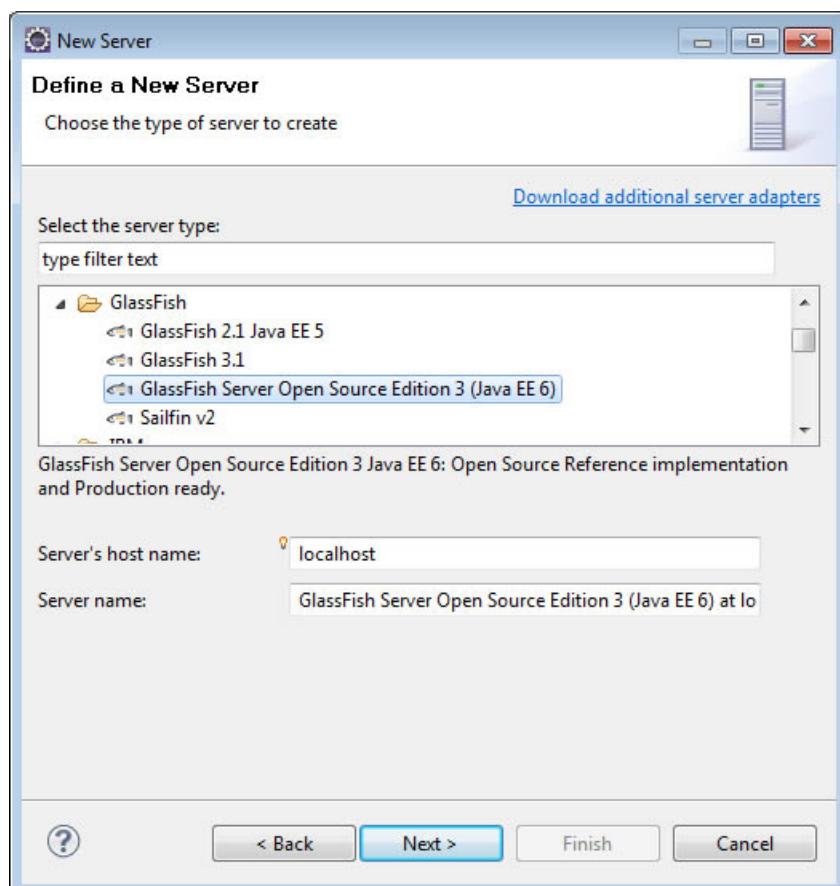 New Server
Define a New Server
Choose the type of server to create
Download additional server adapters
Select the server type:
type filter text
GlassFish
GlassFish 2.1 Java EE 5
GlassFish 3.1
GlassFish Server Open Source Edition 3 (Java EE 6)
Sailfin v2
IBM
GlassFish Server Open Source Edition 3 Java EE 6: Open Source Reference implementation
and Production ready.
Server's host name:
localhost
Server name:
GlassFish Server Open Source Edition 3 (Java EE 6) at lo
?
< Back
Next >
Finish
Cancel